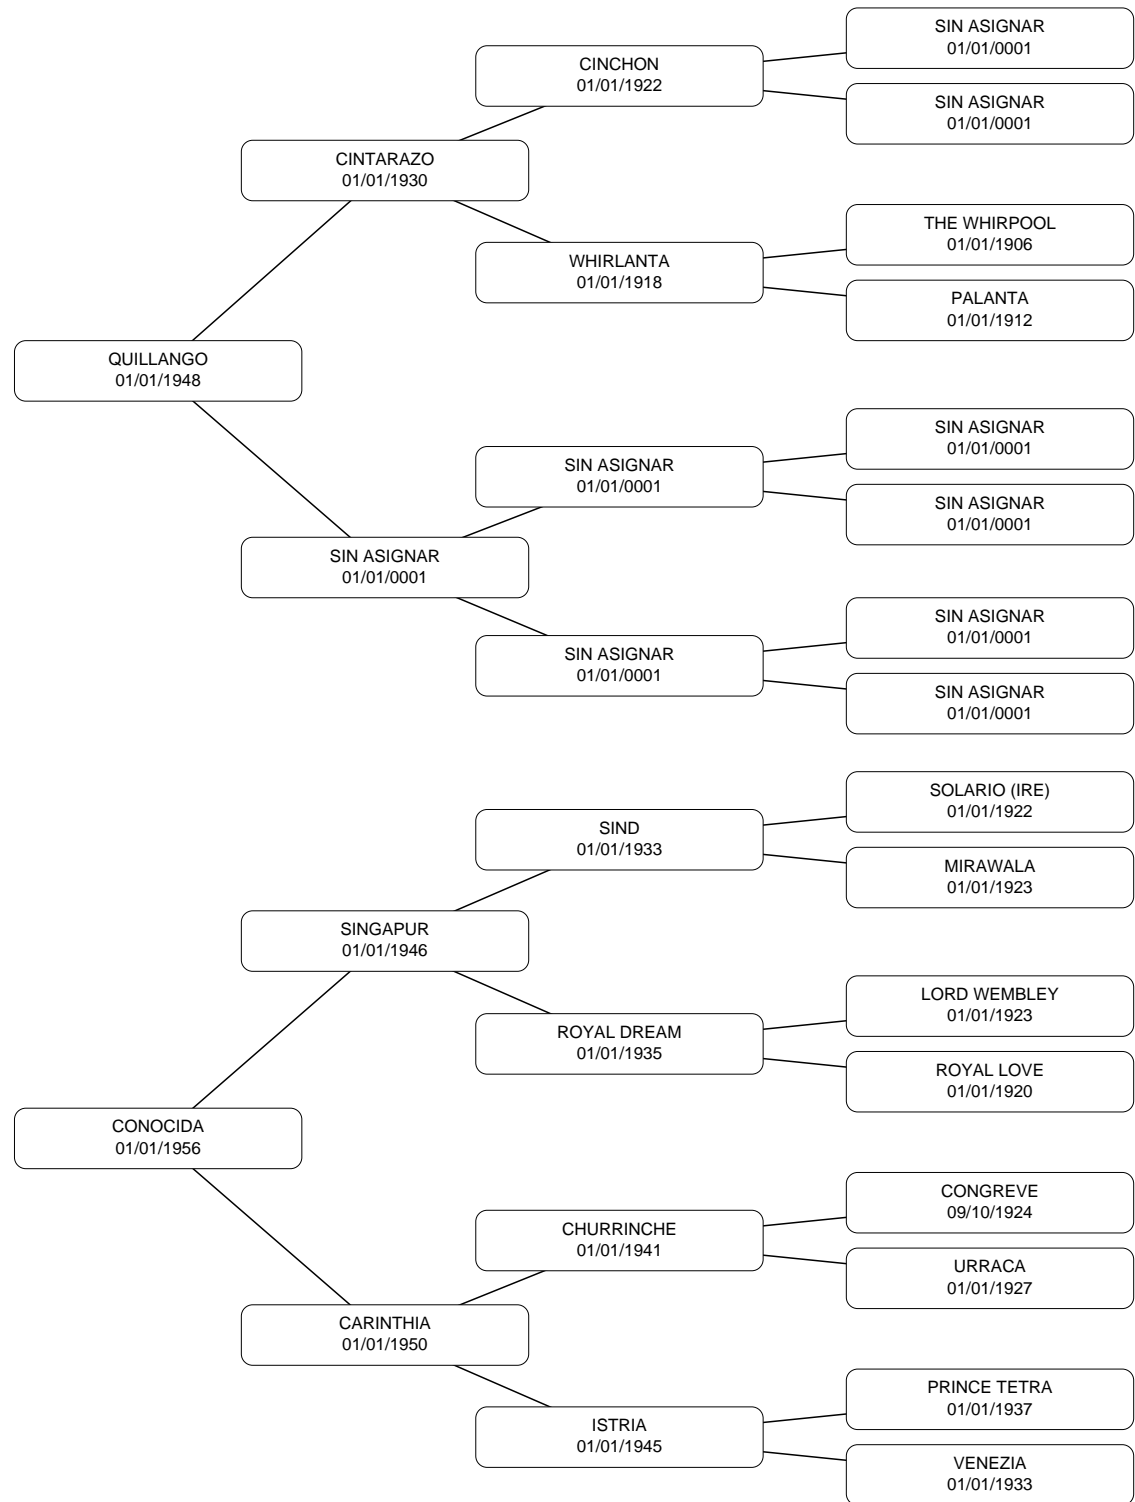 SIN ASIGNAR
01/01/0001
CINCHON
01/01/1922
SIN ASIGNAR
01/01/0001
CINTARAZO
01/01/1930
THE WHIRPOOL
01/01/1906
WHIRLANTA
01/01/1918
PALANTA
01/01/1912
QUILLANGO
01/01/1948
SIN ASIGNAR
01/01/0001
SIN ASIGNAR
01/01/0001
SIN ASIGNAR
01/01/0001
SIN ASIGNAR
01/01/0001
SIN ASIGNAR
01/01/0001
SIN ASIGNAR
01/01/0001
SIN ASIGNAR
01/01/0001
SOLARIO (IRE)
01/01/1922
SIND
01/01/1933
MIRAWALA
01/01/1923
SINGAPUR
01/01/1946
LORD WEMBLEY
01/01/1923
ROYAL DREAM
01/01/1935
ROYAL LOVE
01/01/1920
CONOCIDA
01/01/1956
CONGREVE
09/10/1924
CHURRINCHE
01/01/1941
URRACA
01/01/1927
CARINTHIA
01/01/1950
PRINCE TETRA
01/01/1937
ISTRIA
01/01/1945
VENEZIA
01/01/1933